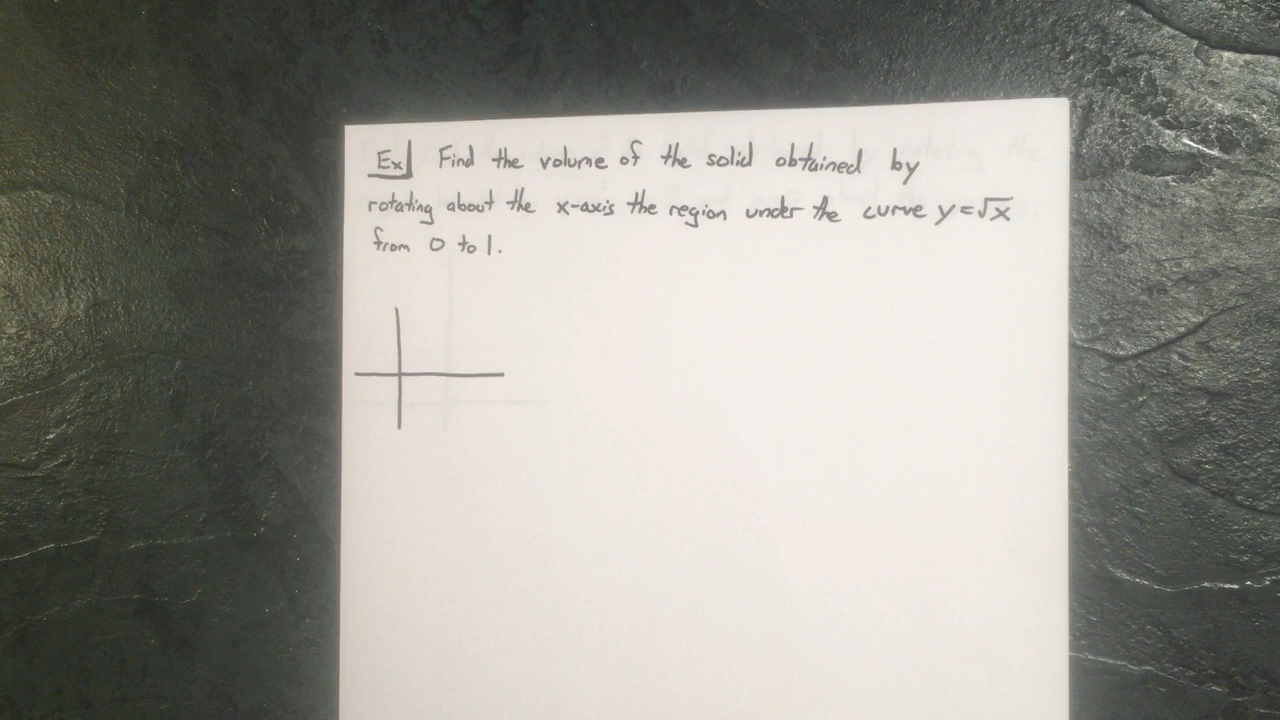 Ex Find the volume of the solid obtained by
rotating about the x-axis the region under the curve y=√x
from 0 to 1.